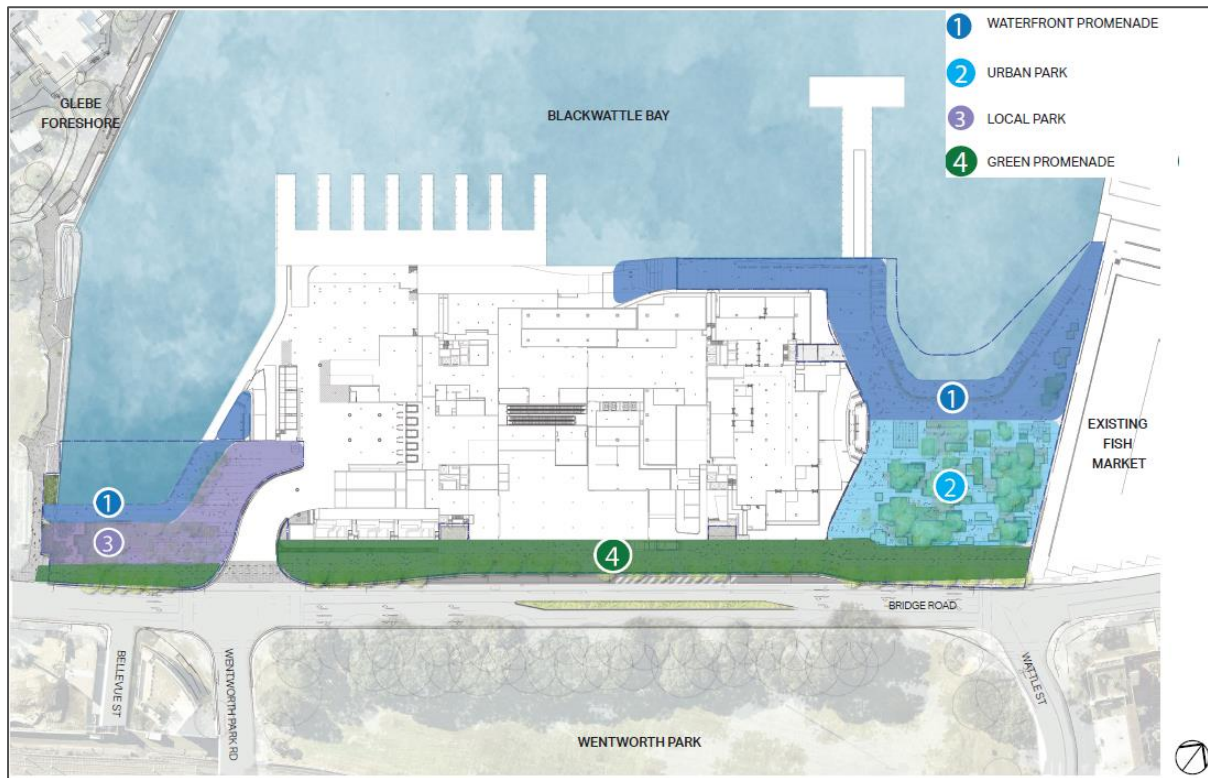 1 WATERFRONT PROMENADE
2 URBAN PARK
3 LOCAL PARK
4 GREEN PROMENADE
GLEBE
FORESHORE
BLACKWATTLE BAY
1
EXISTING
FISH
MARKET
2
1
3
4
BRIDGE ROAD
BELLEVUE ST
WENTWORTH PARK RD
WATTLE ST
WENTWORTH PARK